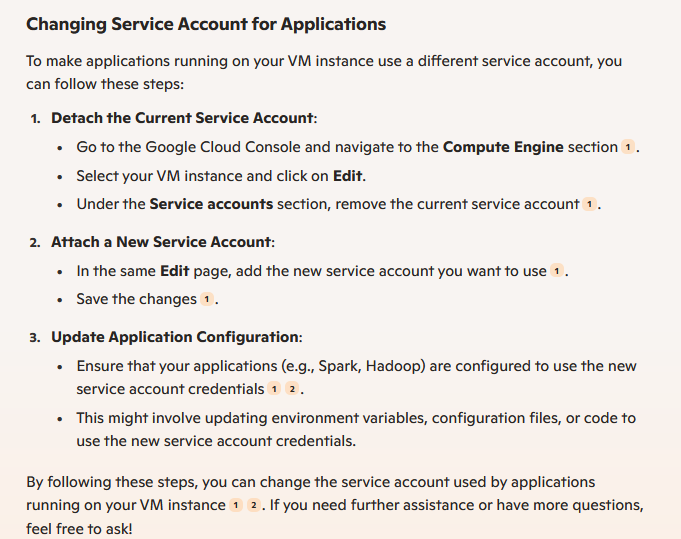 Changing Service Account for Applications
To make applications running on your VM instance use a different service account, you
can follow these steps:
1. Detach the Current Service Account:
• Go to the Google Cloud Console and navigate to the Compute Engine section 1 .
• Select your VM instance and click on Edit.
• Under the Service accounts section, remove the current service account 1 .
2. Attach a New Service Account:
• In the same Edit page, add the new service account you want to use 1 .
• Save the changes 1 .
3. Update Application Configuration:
• Ensure that your applications (e.g., Spark, Hadoop) are configured to use the new
service account credentials 1 2 .
• This might involve updating environment variables, configuration files, or code to
use the new service account credentials.
By following these steps, you can change the service account used by applications
running on your VM instance 1 2 . If you need further assistance or have more questions,
feel free to ask!